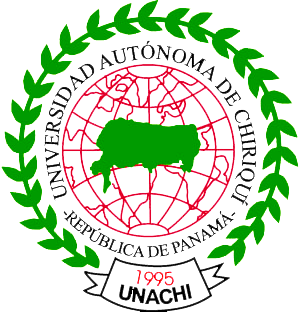 UNIVERSIDAD AUTÓNOMA DE CHIRIQUÍ
-REPÚBLICA DE PANAMÁ-
1995
UNACHI